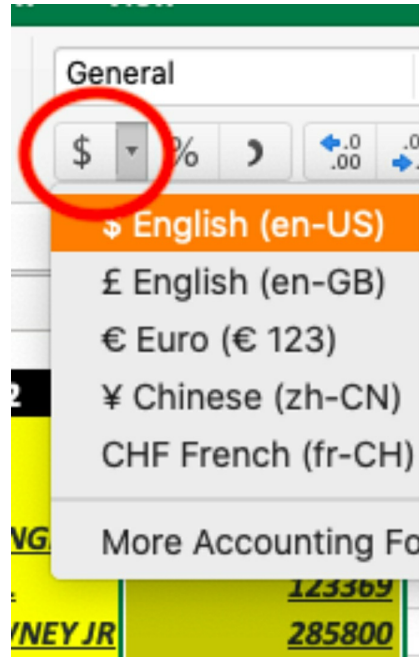 General
$ % .0 .00
$ English (en-US)
£ English (en-GB)
€ Euro (€ 123)
¥ Chinese (zh-CN)
CHF French (fr-CH)
More Accounting
123369
285800